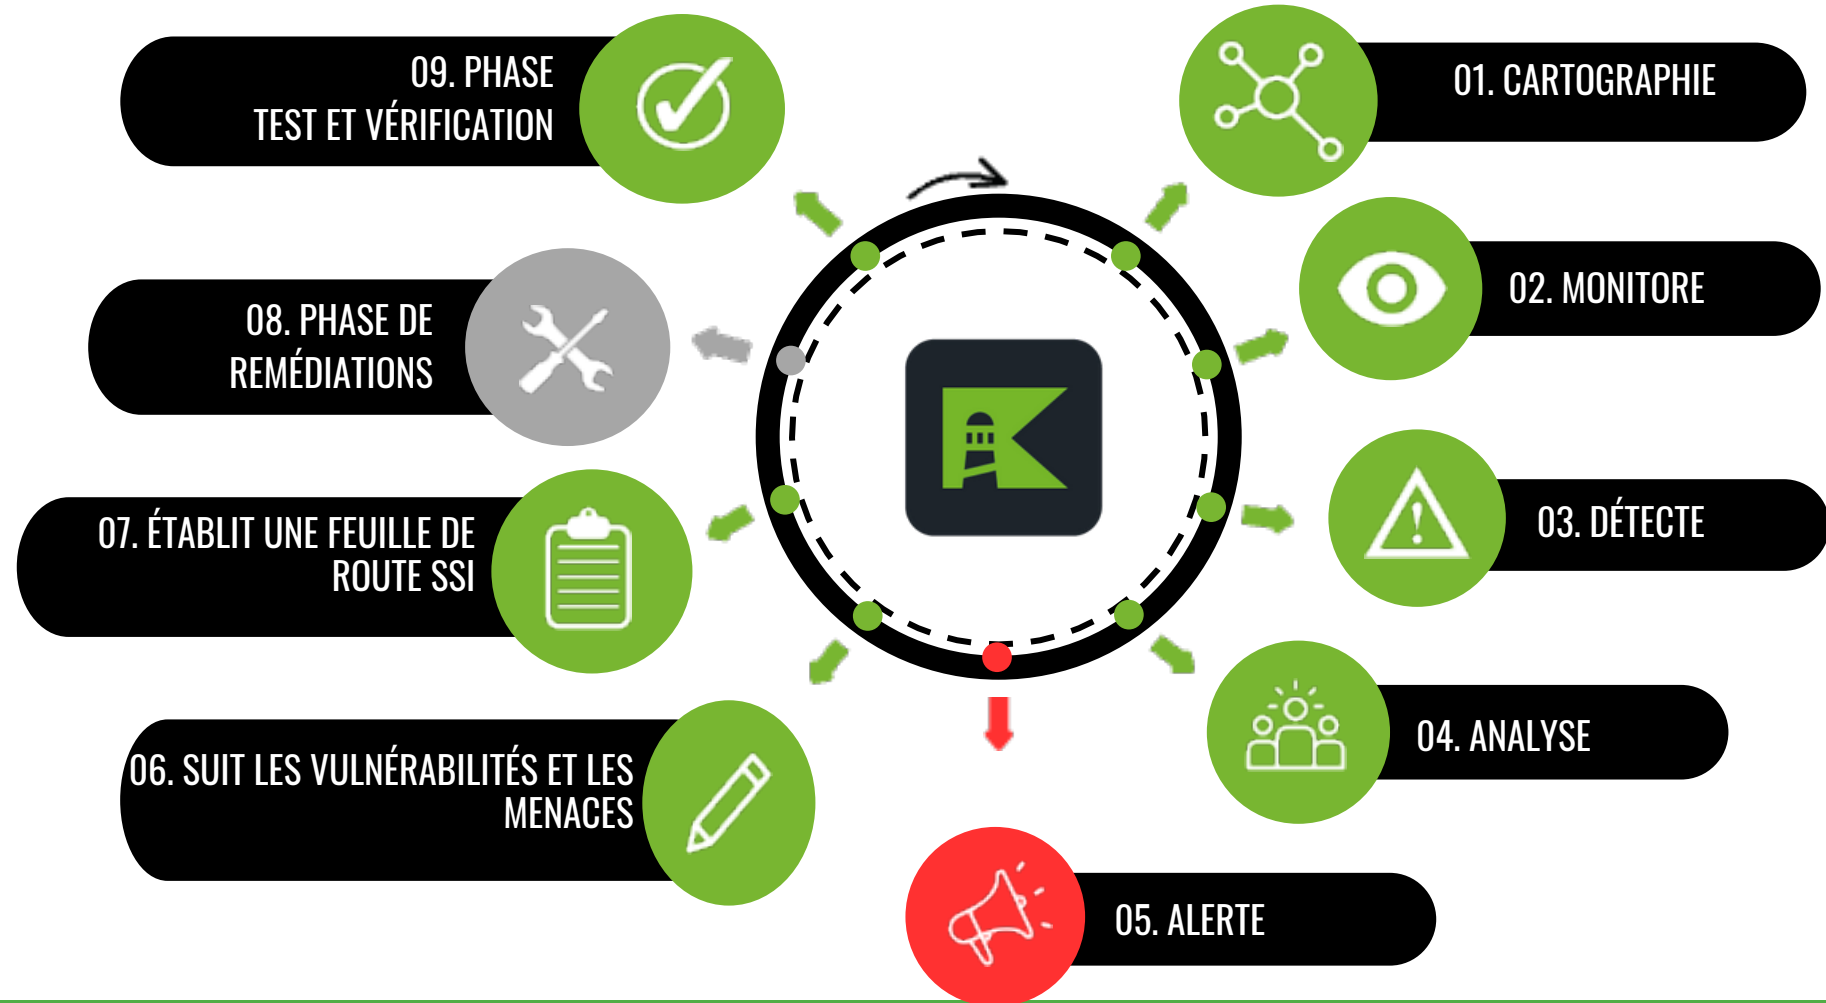 01. CARTOGRAPHIE
02. MONITORE
03. DÉTECTE
04. ANALYSE
05. ALERTE
06. SUIT LES VULNÉRABILITÉS ET LES
MENACES
07. ÉTABLIT UNE FEUILLE DE
ROUTE SSI
08. PHASE DE
REMÉDIATIONS
09. PHASE
TEST ET VÉRIFICATION